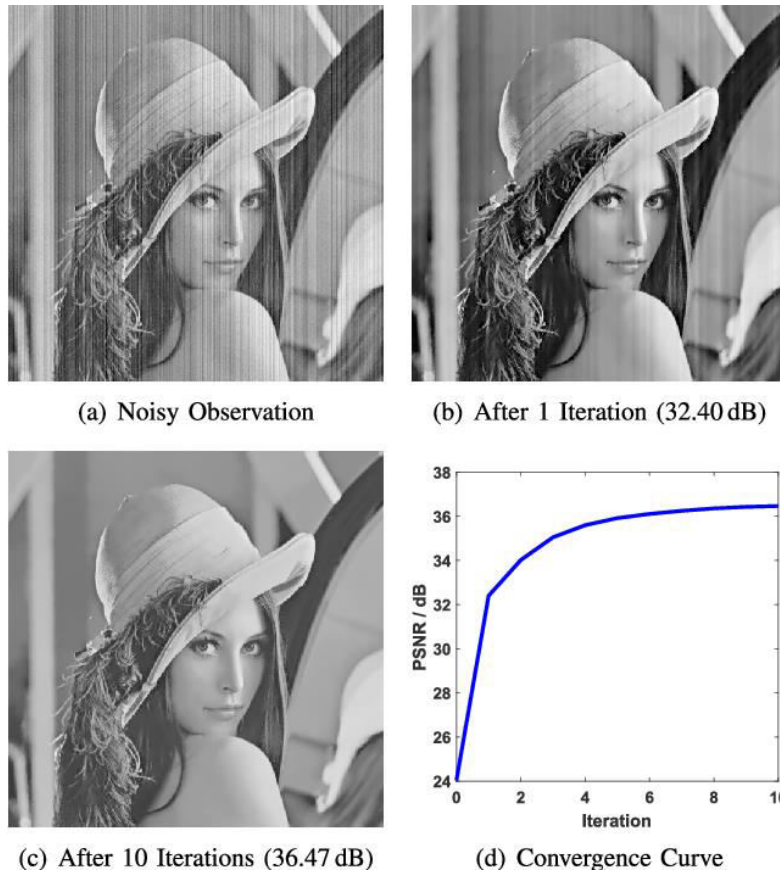 (a) Noisy Observation
(b) After 1 Iteration (32.40 dB)
38
36
34
32
30
28
26
24
PSNR / dB
0 2 4 6 8 10
Iteration
(c) After 10 Iterations (36.47 dB)
(d) Convergence Curve